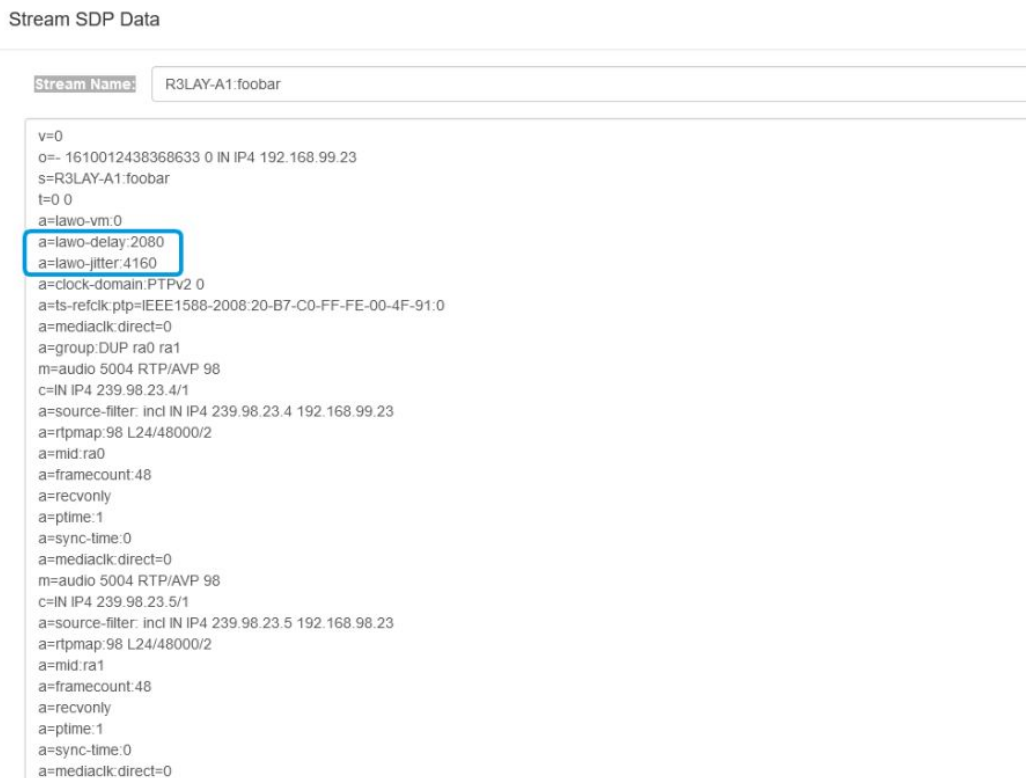 Stream SDP Data
Stream Name: R3LAY-A1:foobar
v=0
o=- 1610012438368633 0 IN IP4 192.168.99.23
s=R3LAY-A1:foobar
t=0 0
a=lawo-vm:0
a=lawo-delay:2080
a=lawo-jitter:4160
a=clock-domain:PTPv2 0
a=ts-refclk:ptp=IEEE1588-2008:20-B7-C0-FF-FE-00-4F-91:0
a=mediaclk:direct=0
a=group:DUP ra0 ra1
m=audio 5004 RTP/AVP 98
c=IN IP4 239.98.23.4/1
a=source-filter: incl IN IP4 239.98.23.4 192.168.99.23
a=rtpmap:98 L24/48000/2
a=mid:ra0
a=framecount:48
a=recvonly
a=ptime:1
a=sync-time:0
a=mediaclk:direct=0
m=audio 5004 RTP/AVP 98
c=IN IP4 239.98.23.5/1
a=source-filter: incl IN IP4 239.98.23.5 192.168.98.23
a=rtpmap:98 L24/48000/2
a=mid:ra1
a=framecount:48
a=recvonly
a=ptime:1
a=sync-time:0
a=mediaclk:direct=0